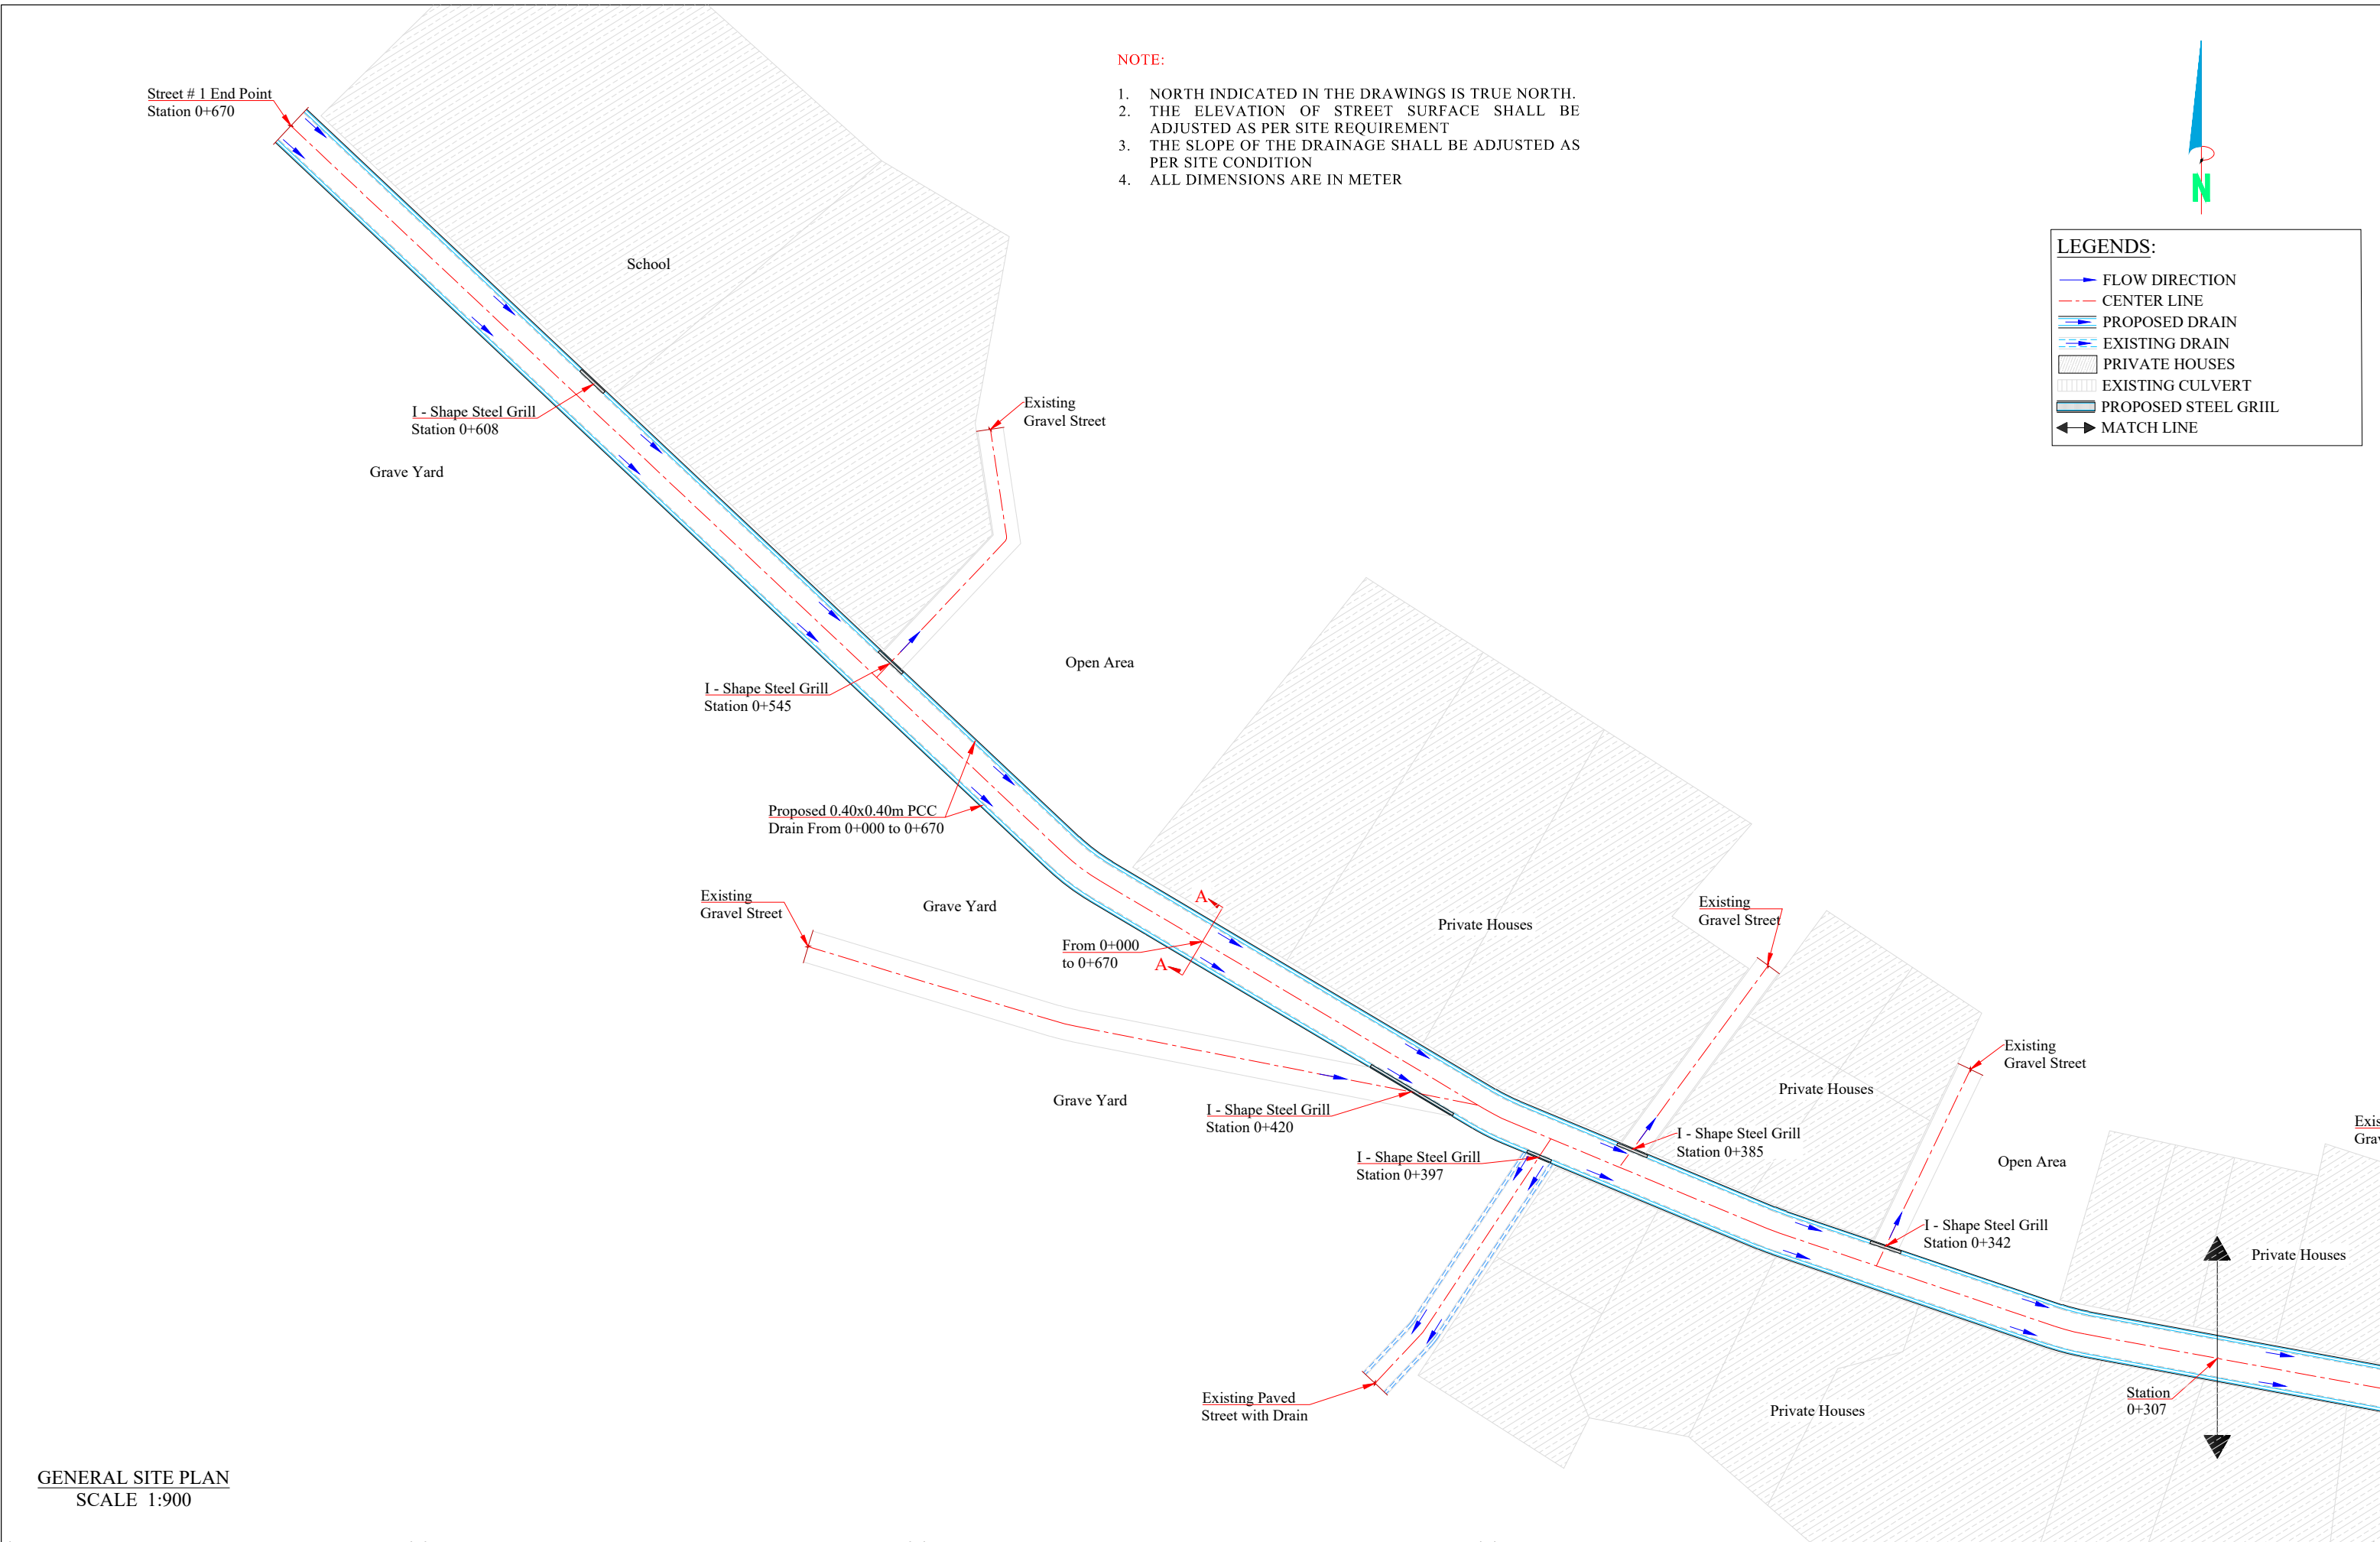 Street # 1 End Point
Station 0+670
NOTE:
1. NORTH INDICATED IN THE DRAWINGS IS TRUE NORTH.
2. THE ELEVATION OF STREET SURFACE SHALL BE
ADJUSTED AS PER SITE REQUIREMENT
3. THE SLOPE OF THE DRAINAGE SHALL BE ADJUSTED AS
PER SITE CONDITION
4. ALL DIMENSIONS ARE IN METER
N
LEGENDS:
FLOW DIRECTION
CENTER LINE
PROPOSED DRAIN
EXISTING DRAIN
PRIVATE HOUSES
EXISTING CULVERT
PROPOSED STEEL GRIIL
MATCH LINE
School
I - Shape Steel Grill
Station 0+608
Existing
Gravel Street
Grave Yard
Open Area
I - Shape Steel Grill
Station 0+545
Proposed 0.40x0.40m PCC
Drain From 0+000 to 0+670
Existing
Gravel Street
Grave Yard
A
From 0+000
to 0+670
A
Private Houses
Existing
Gravel Street
Existing
Gravel Street
Private Houses
Grave Yard
I - Shape Steel Grill
Station 0+420
I - Shape Steel Grill
Station 0+385
I - Shape Steel Grill
Station 0+397
Open Area
Exis
Grav
I - Shape Steel Grill
Station 0+342
Private Houses
Existing Paved
Street with Drain
Private Houses
Station
0+307
GENERAL SITE PLAN
SCALE 1:900